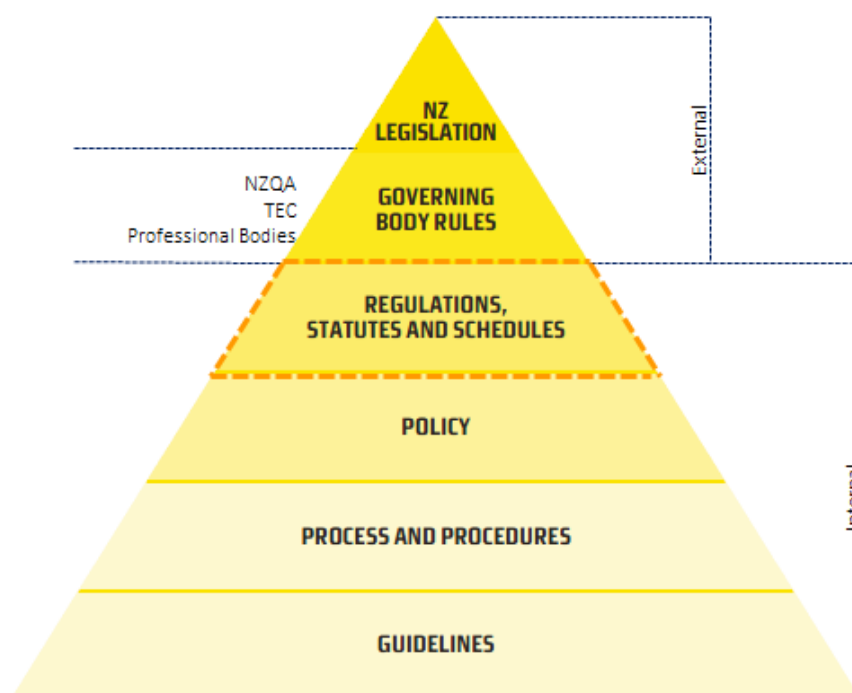 NZ
LEGISLATION
External
NZQA
TEC
Professional Bodies
GOVERNING
BODY RULES
REGULATIONS,
STATUTES AND SCHEDULES
POLICY
Internal
PROCESS AND PROCEDURES
GUIDELINES